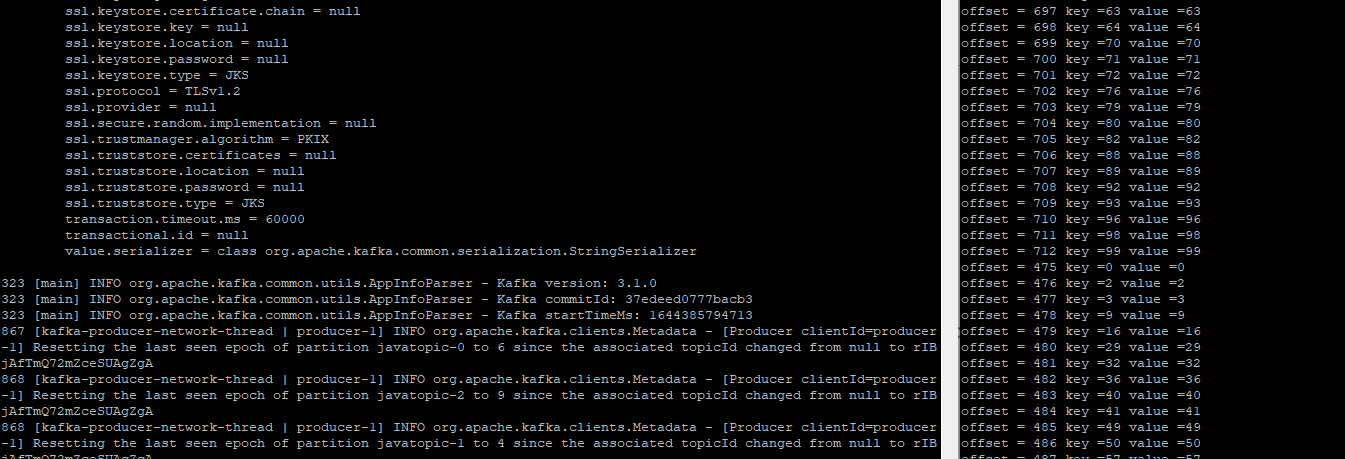 ssl.keystore.certificate.chain = null
ssl.keystore.key = null
ssl.keystore.location = null
ssl.keystore.password = null
ssl.keystore.type = JKS
ssl.protocol = TLSv1.2
ssl.provider = null
ssl.secure.random.implementation = null
ssl.trustmanager.algorithm = PKIX
ssl.truststore.certificates = null
ssl.truststore.location = null
ssl.truststore.password = null
ssl.truststore.type = JKS
transaction.timeout.ms = 60000
transactional.id = null
value.serializer = class org.apache.kafka.common.serialization.StringSerializer
323 [main] INFO org.apache.kafka.common.utils.AppInfoParser - Kafka version: 3.1.0
323 [main] INFO org.apache.kafka.common.utils.AppInfoParser - Kafka commitId: 37edeed0777bacb3
323 [main] INFO org.apache.kafka.common.utils.AppInfoParser - Kafka startTimeMs: 1644385794713
867 [kafka-producer-network-thread | producer-1] INFO org.apache.kafka.clients.Metadata - [Producer clientId=producer
-1] Resetting the last seen epoch of partition javatopic-0 to 6 since the associated topicId changed from null to rIB
jAfTmQ72mZceSUAgZgA
868 [kafka-producer-network-thread | producer-1] INFO org.apache.kafka.clients.Metadata - [Producer clientId=producer
-1] Resetting the last seen epoch of partition javatopic-2 to 9 since the associated topicId changed from null to rIB
jAfTmQ72mZceSUAgZgA
868 [kafka-producer-network-thread | producer-1] INFO org.apache.kafka.clients.Metadata - [Producer clientId=producer
-1] Resetting the last seen epoch of partition javatopic-1 to 4 since the associated topicId changed from null to rIB
jAfTmQ72mZceSUAgZgA
offset = 697 key =63 value =63
offset = 698 key =64 value =64
offset = 699 key =70 value =70
offset = 700 key =71 value =71
offset = 701 key =72 value =72
offset = 702 key =76 value =76
offset = 703 key =79 value =79
offset = 704 key =80 value =80
offset = 705 key =82 value =82
offset = 706 key =88 value =88
offset = 707 key =89 value =89
offset = 708 key =92 value =92
offset = 709 key =93 value =93
offset = 710 key =96 value =96
offset = 711 key =98 value =98
offset = 712 key =99 value =99
offset = 475 key =0 value =0
offset = 476 key =2 value =2
offset = 477 key =3 value =3
offset = 478 key =9 value =9
offset = 479 key =16 value =16
offset = 480 key =29 value =29
offset = 481 key =32 value =32
offset = 482 key =36 value =36
offset = 483 key =40 value =40
offset = 484 key =41 value =41
offset = 485 key =49 value =49
offset = 486 key =50 value =50
offset = 487 key =57 value =57